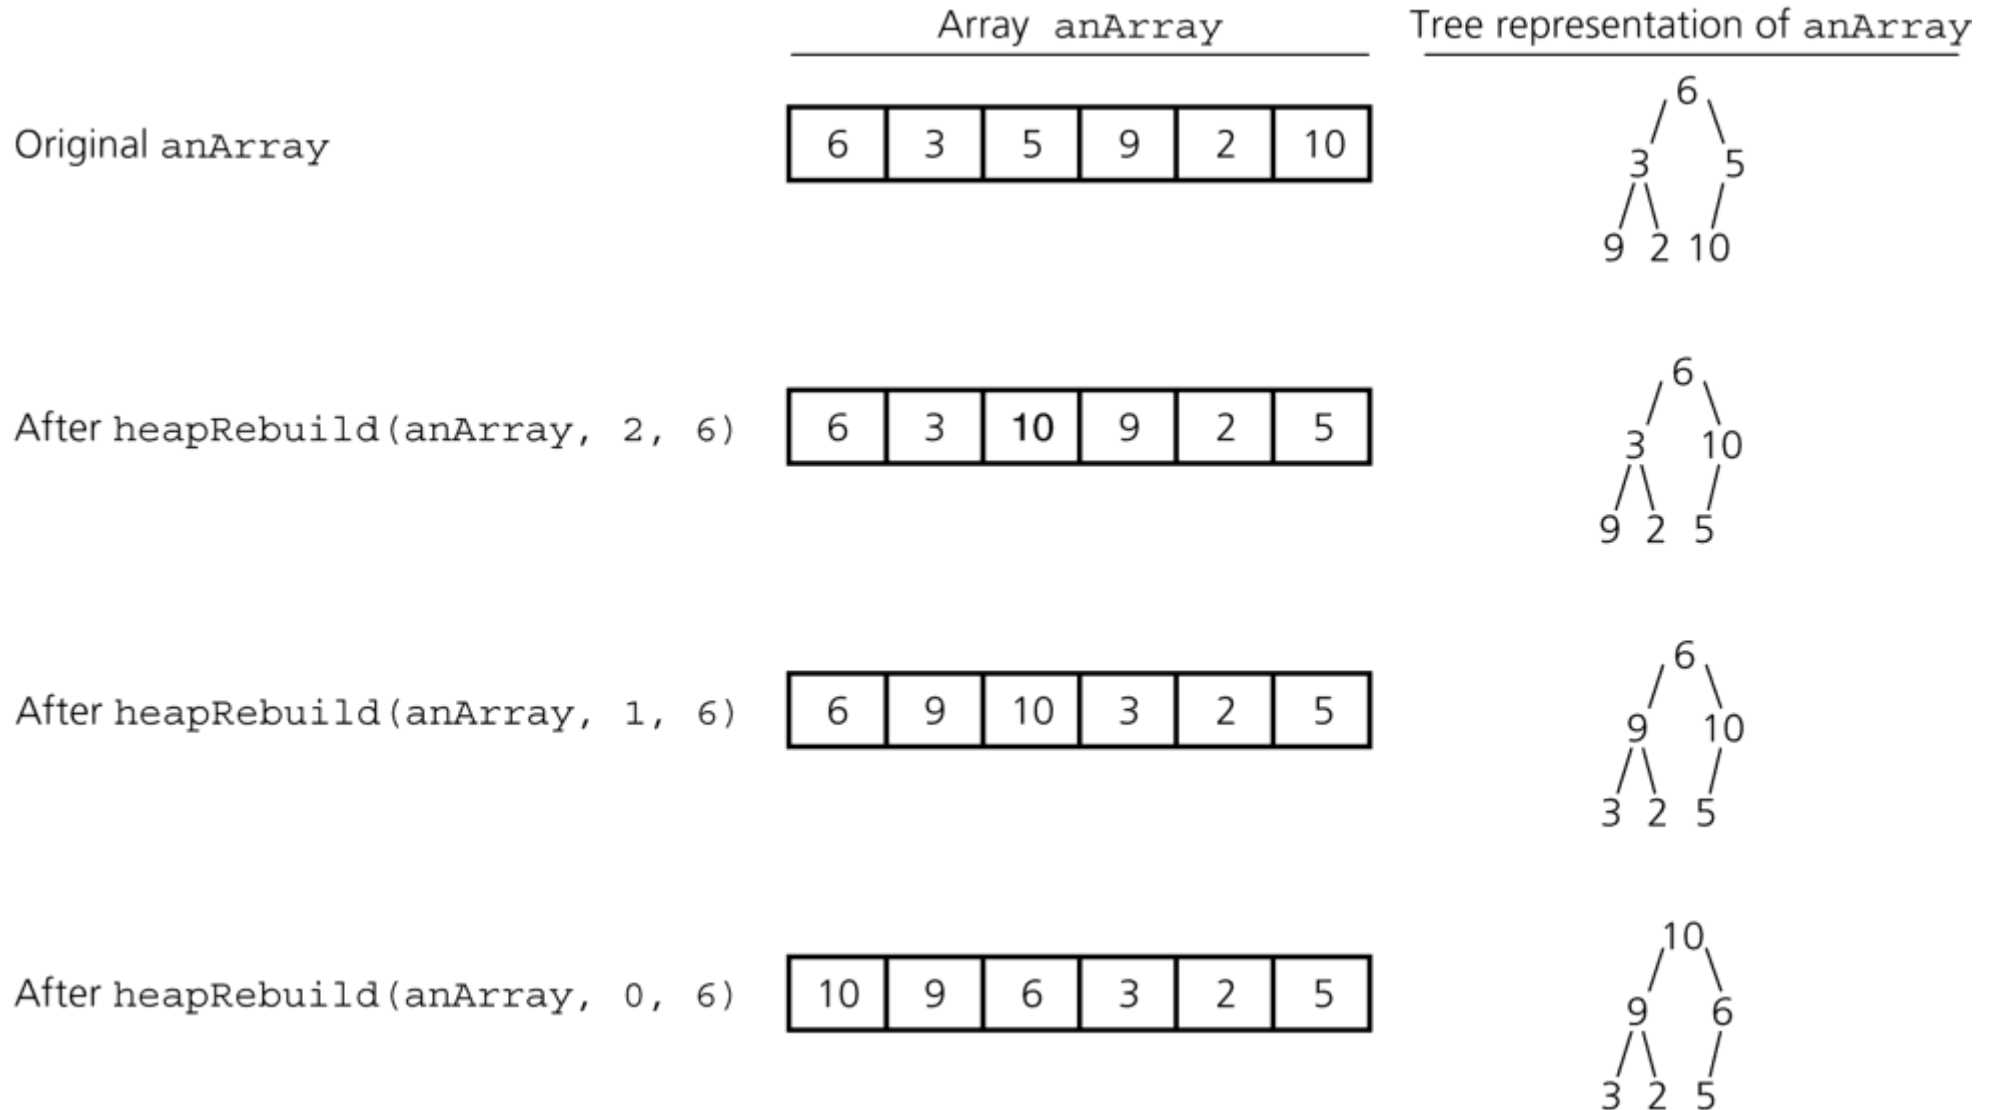 Array anArray Tree representation of anArray
6
Original anArray 6 3 5 9 2 10
3 5
9 2 10
6
After heapRebuild(anArray, 2, 6) 6 3 10 9 2 5
3 10
9 2 5
6
After heapRebuild(anArray, 1, 6) 6 9 10 3 2 5
9 10
3 2 5
10
After heapRebuild(anArray, 0, 6) 10 9 6 3 2 5
9 6
3 2 5